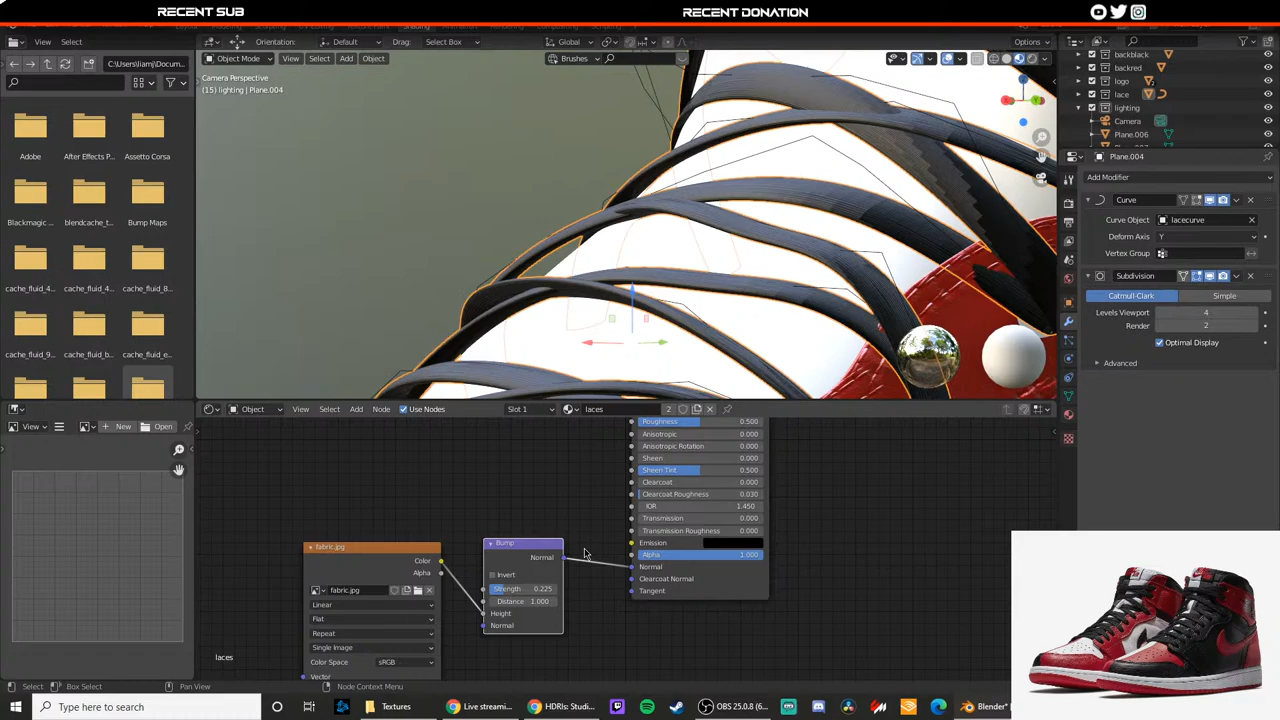 RECENT SUB
RECENT DONATION
View
Select
Orientation:
Default
Drag:
Select Box
Global
Options
C:\Users\liamj\Docum...
Object Mode
View
Select
Add
Object
Brushes
Camera Perspective
(15) lighting | Plane.004
backblack
backred
logo
lace
lighting
Camera
Plane.006
Plane.004
Add Modifier
Curve
Curve Object
lacecurve
Deform Axis
Y
Vertex Group
Subdivision
Catmull-Clark
Simple
Levels Viewport
4
Render
2
Optimal Display
Advanced
Adobe
After Effects P...
Assetto Corsa
Blackmagic ...
blendcache_t...
Bump Maps
cache_fluid_4...
cache_fluid_6...
cache_fluid_8...
cache_fluid_9...
cache_fluid_b...
cache_fluid_e...
View
New
Open
Object
View
Select
Add
Node
Use Nodes
Slot 1
laces
2
Roughness 0.500
Anisotropic 0.000
Anisotropic Rotation 0.000
Sheen 0.000
Sheen Tint 0.500
Clearcoat 0.000
Clearcoat Roughness 0.030
IOR 1.450
Transmission 0.000
Transmission Roughness 0.000
Emission
Alpha 1.000
Normal
Clearcoat Normal
Tangent
fabric.jpg
Color
Alpha
fabric.jpg
Linear
Flat
Repeat
Single Image
Color Space
sRGB
Vector
Bump
Normal
Invert
Strength 0.225
Distance 1.000
Height
Normal
laces
Select
Box Select
Pan View
Node Context Menu
Type here to search
Textures
Live streami...
HDRIs: Studi...
OBS 25.0.8 (6...
Blender*